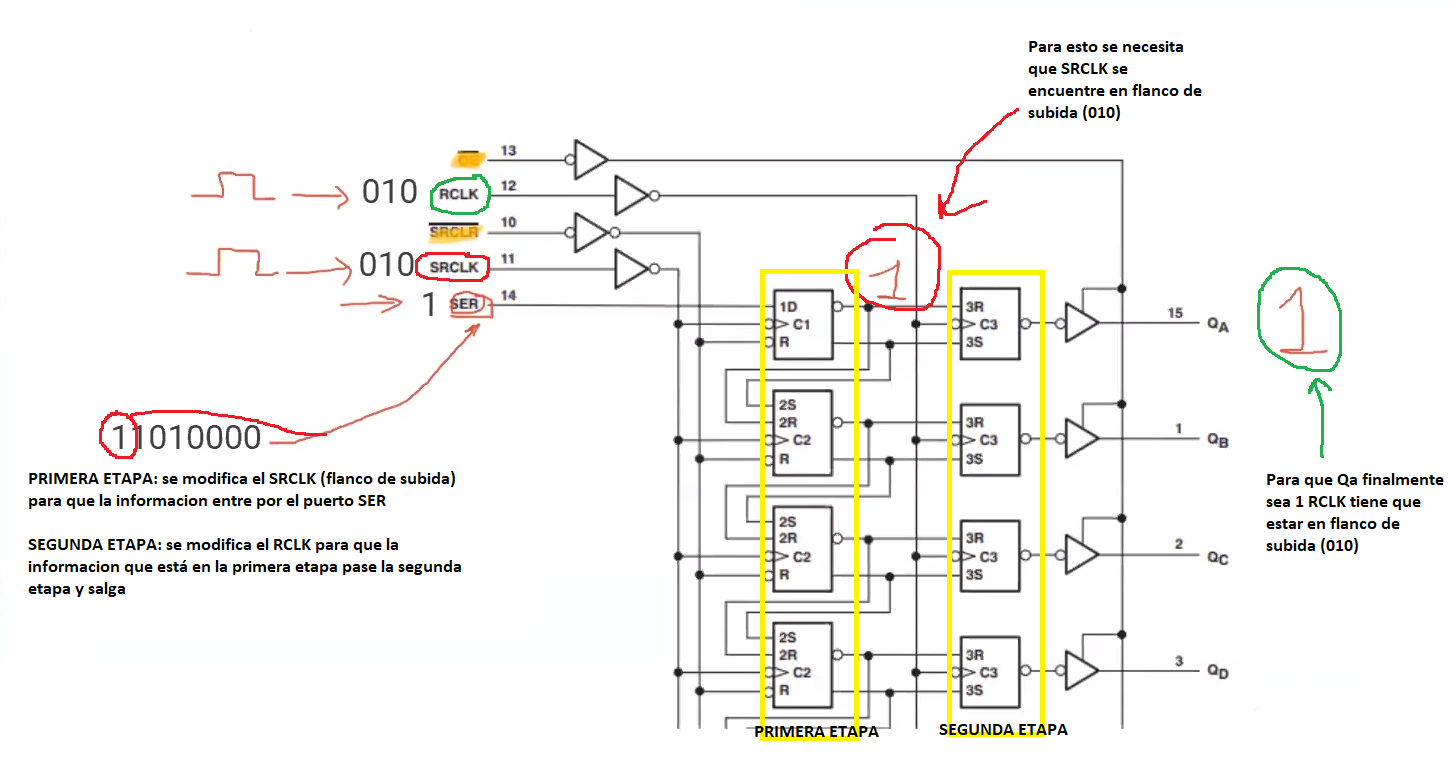 Para esto se necesita
que SRCLK se
encuentre en flanco de
subida (010)
OE 13
010 RCLK 12
SRCLR 10
010 SRCLK 11
1 SER 14
1
1D
C1
R
3R
C3
3S
15 QA
1
2S
2R
C2
R
3R
C3
3S
1 QB
11010000
PRIMERA ETAPA: se modifica el SRCLK (flanco de subida)
para que la informacion entre por el puerto SER
SEGUNDA ETAPA: se modifica el RCLK para que la
informacion que está en la primera etapa pase la segunda
etapa y salga
Para que Qa finalmente
sea 1 RCLK tiene que
estar en flanco de
subida (010)
2S
2R
C2
R
3R
C3
3S
2 QC
2S
2R
C2
R
3R
C3
3S
3 QD
PRIMERA ETAPA
SEGUNDA ETAPA